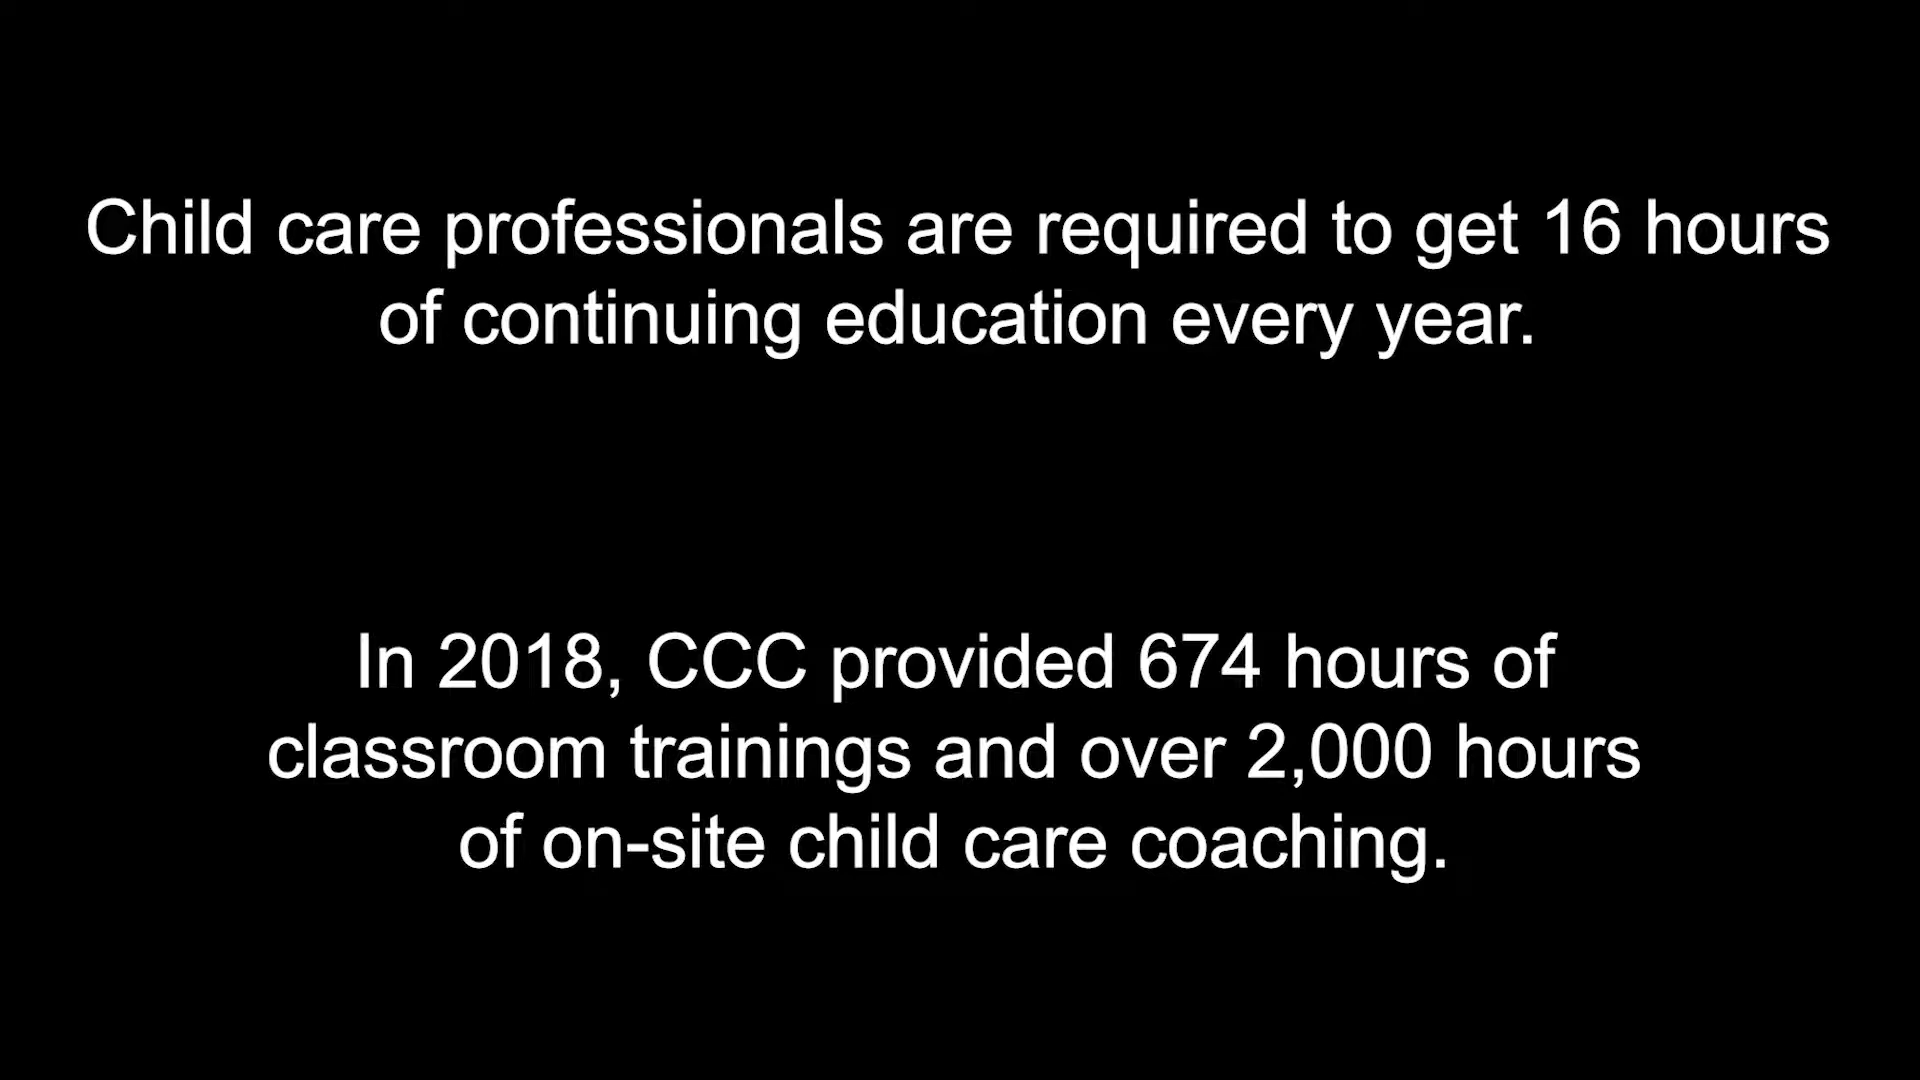 Child care professionals are required to get 16 hours
of continuing education every year.
In 2018, CCC provided 674 hours of
classroom trainings and over 2,000 hours
of on-site child care coaching.